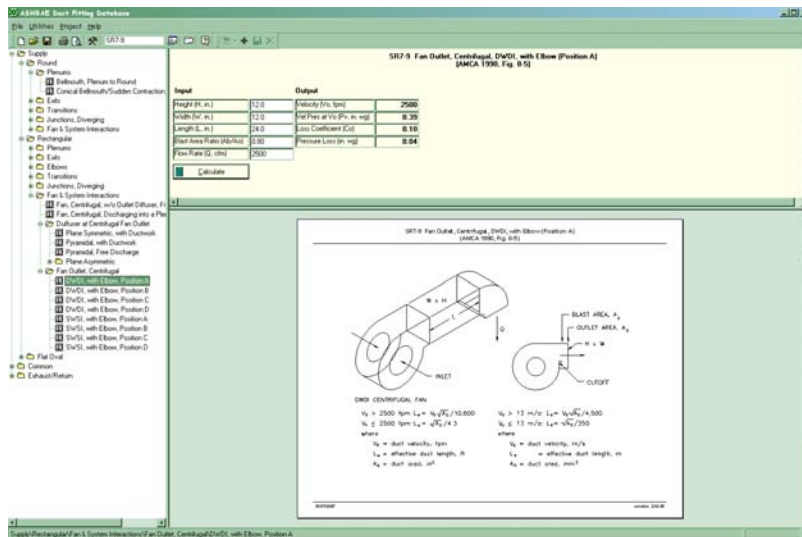 ASHRAE Duct Fitting Database
File Utilities Project Help
SR7-9
Supply
Round
Plenums
Bellmouth, Plenum to Round
Conical Bellmouth/Sudden Contraction,
Exits
Transitions
Junctions, Diverging
Fan & System Interactions
Rectangular
Plenums
Exits
Elbows
Transitions
Junctions, Diverging
Fan & System Interactions
Fan, Centrifugal, w/o Outlet Diffuser, Fr
Fan, Centrifugal, Discharging into a Plen
Diffuser at Centrifugal Fan Outlet
Plane Symmetric, with Ductwork
Pyramidal, with Ductwork
Pyramidal, Free Discharge
Plane Asymmetric
Fan Outlet, Centrifugal
DWDI, with Elbow, Position A
DWDI, with Elbow, Position B
DWDI, with Elbow, Position C
DWDI, with Elbow, Position D
SWSI, with Elbow, Position A
SWSI, with Elbow, Position B
SWSI, with Elbow, Position C
SWSI, with Elbow, Position D
Flat Oval
Common
Exhaust/Return
SR7-9 Fan Outlet, Centrifugal, DWDI, with Elbow (Position A)
(AMCA 1990, Fig. 8-5)
Input Output
Height (H, in.) 12.0 Velocity (Vo, fpm) 2500
Width (W, in.) 12.0 Vel Pres at Vo (Pv, in. wg) 0.39
Length (L, in.) 24.0 Loss Coefficient (Co) 0.10
Blast Area Ratio (Ab/Ao) 0.80 Pressure Loss (in. wg) 0.04
Flow Rate (Q, cfm) 2500
Calculate
SR7-9 Fan Outlet, Centrifugal, DWDI, with Elbow (Position A)
(AMCA 1990, Fig. 8-5)
W x H
L
Q
INLET
BLAST AREA, Ab
OUTLET AREA, Ao
H x W
CUTOFF
DWDI CENTRIFUGAL FAN
Vo > 2500 fpm: Le = Vo√Ao/10,600 Vo > 13 m/s: Le = Vo√Ao/4,500
Vo ≤ 2500 fpm: Le = √Ao/4.3 Vo ≤ 13 m/s: Le = √Ao/350
where where
Vo = duct velocity, fpm Vo = duct velocity, m/s
Le = effective duct length, ft Le = effective duct length, m
Ao = duct area, in² Ao = duct area, mm²
Supply\Rectangular\Fan & System Interactions\Fan Outlet, Centrifugal\DWDI, with Elbow, Position A